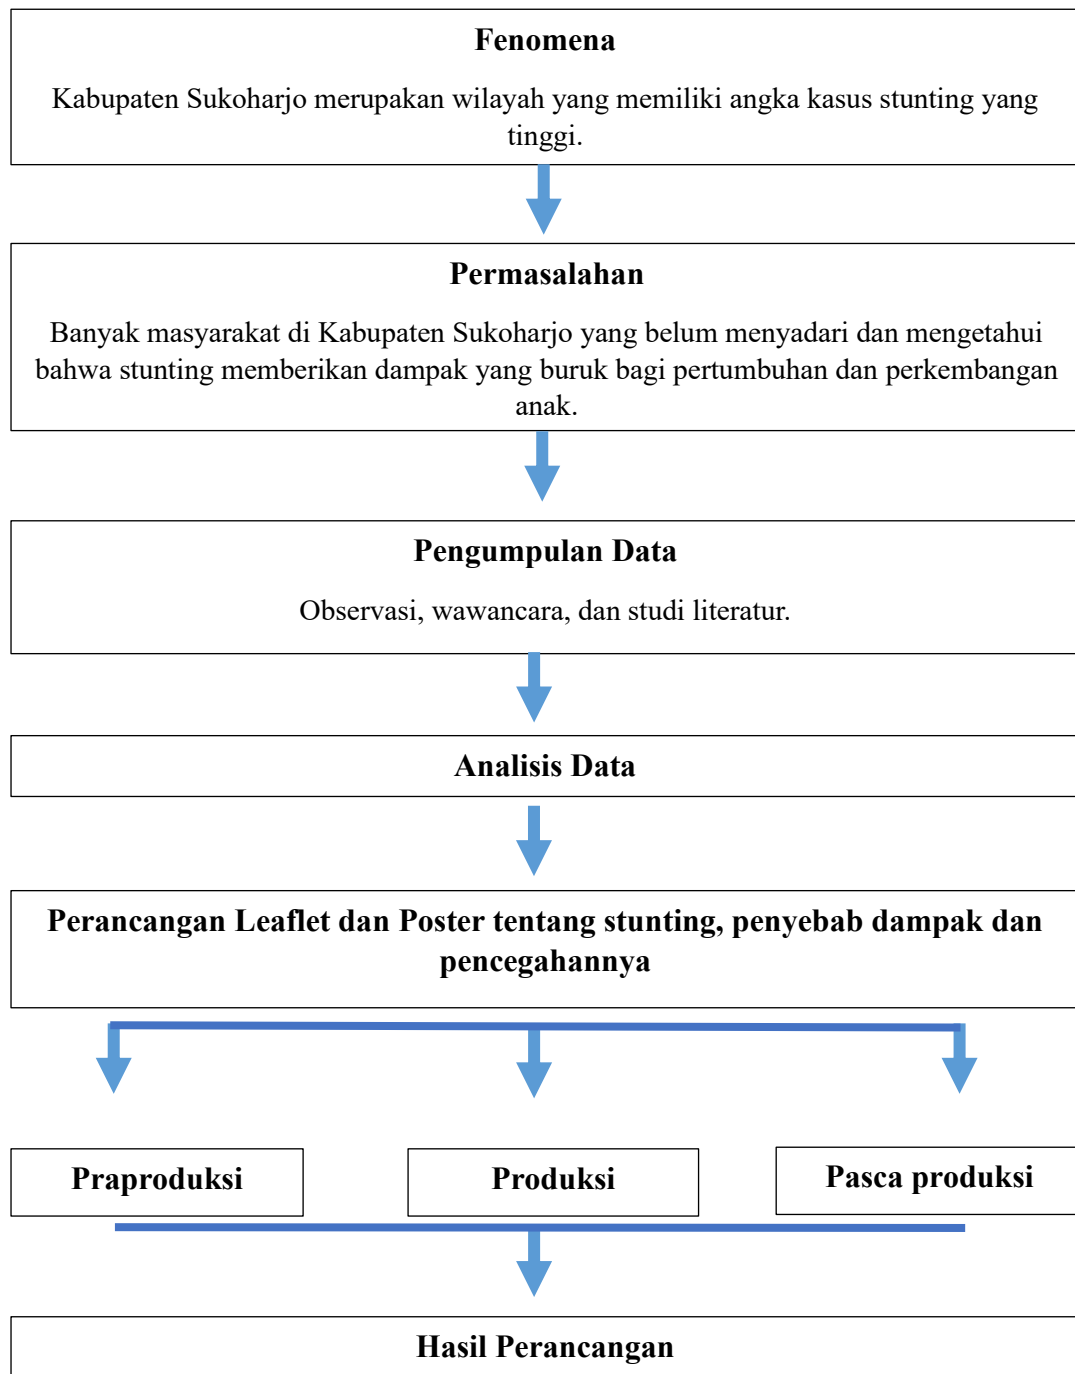 Fenomena
Kabupaten Sukoharjo merupakan wilayah yang memiliki angka kasus stunting yang
tinggi.
Permasalahan
Banyak masyarakat di Kabupaten Sukoharjo yang belum menyadari dan mengetahui
bahwa stunting memberikan dampak yang buruk bagi pertumbuhan dan perkembangan
anak.
Pengumpulan Data
Observasi, wawancara, dan studi literatur.
Analisis Data
Perancangan Leaflet dan Poster tentang stunting, penyebab dampak dan
pencegahannya
Praproduksi
Produksi
Pasca produksi
Hasil Perancangan